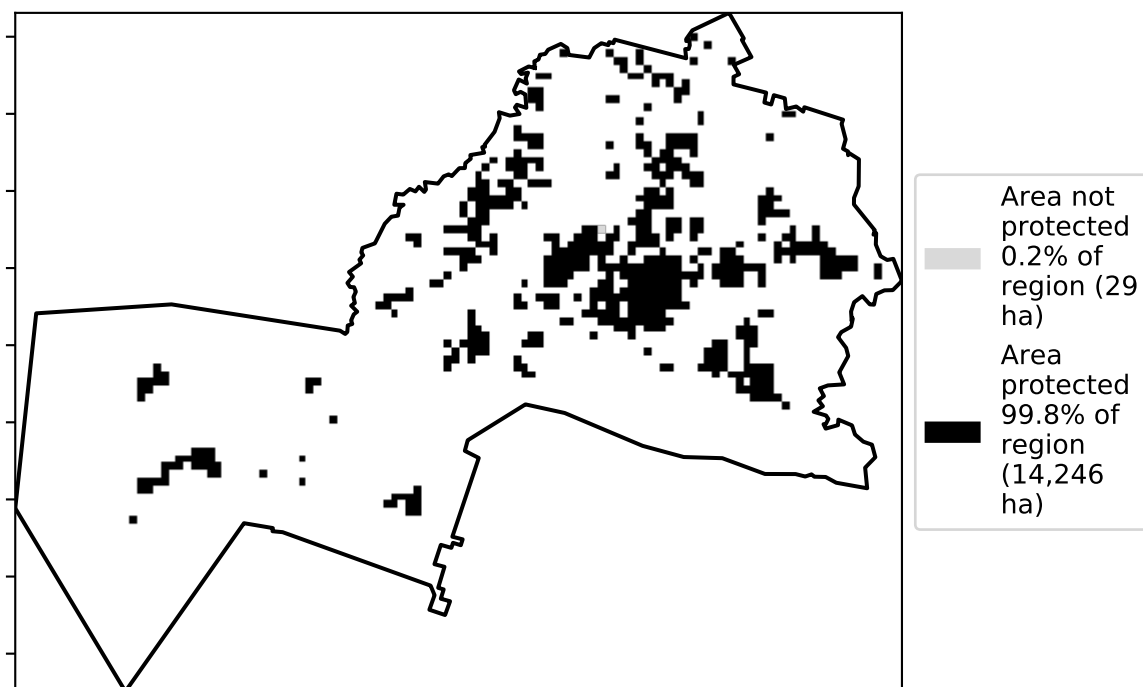 Area not
protected
0.2% of
region (29
ha)
Area
protected
99.8% of
region
(14,246
ha)